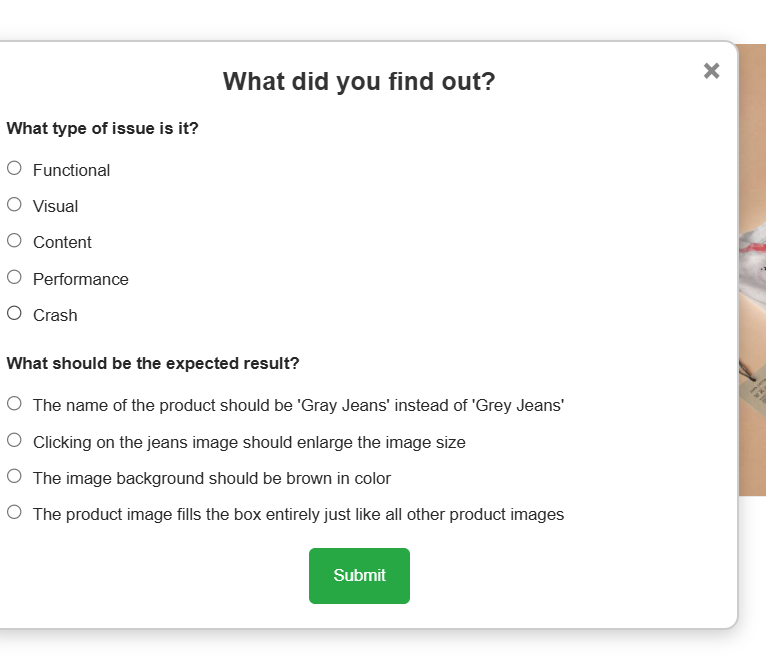 What did you find out?
What type of issue is it?
Functional
Visual
Content
Performance
Crash
What should be the expected result?
The name of the product should be 'Gray Jeans' instead of 'Grey Jeans'
Clicking on the jeans image should enlarge the image size
The image background should be brown in color
The product image fills the box entirely just like all other product images
Submit